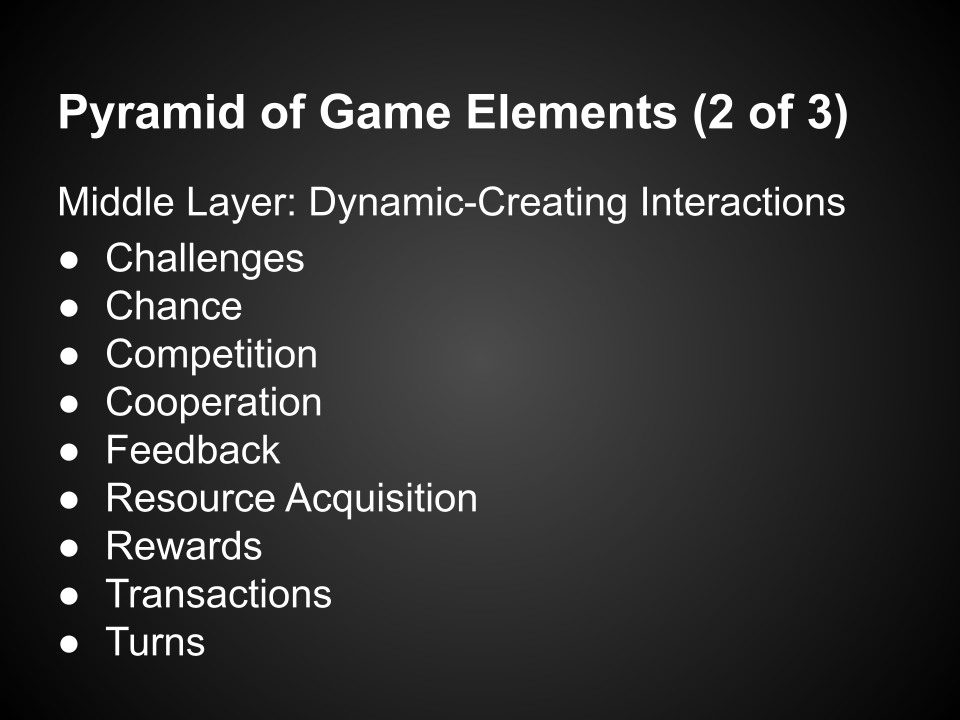 Pyramid of Game Elements (2 of 3)
Middle Layer: Dynamic-Creating Interactions
● Challenges
● Chance
● Competition
● Cooperation
● Feedback
● Resource Acquisition
● Rewards
● Transactions
● Turns